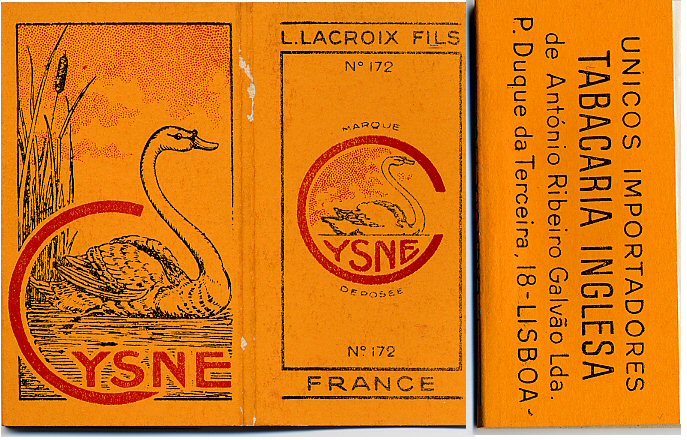 CYSNE
L. LACROIX FILS
Nº 172
MARQUE
CYSNE
DEPOSÉE
Nº 172
FRANCE
UNICOS IMPORTADORES
TABACARIA INGLESA
de António Ribeiro Galvão Lda.
P. Duque da Terceira, 18-LISBOA